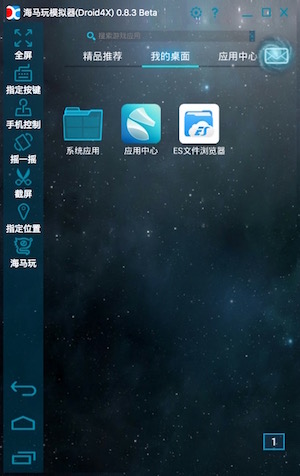 海马玩模拟器(Droid4X) 0.8.3 Beta
搜索游戏应用
精品推荐
我的桌面
应用中心
全屏
指定按键
手机控制
摇一摇
截屏
指定位置
海马玩
系统应用
应用中心
ES文件浏览器
ES
1